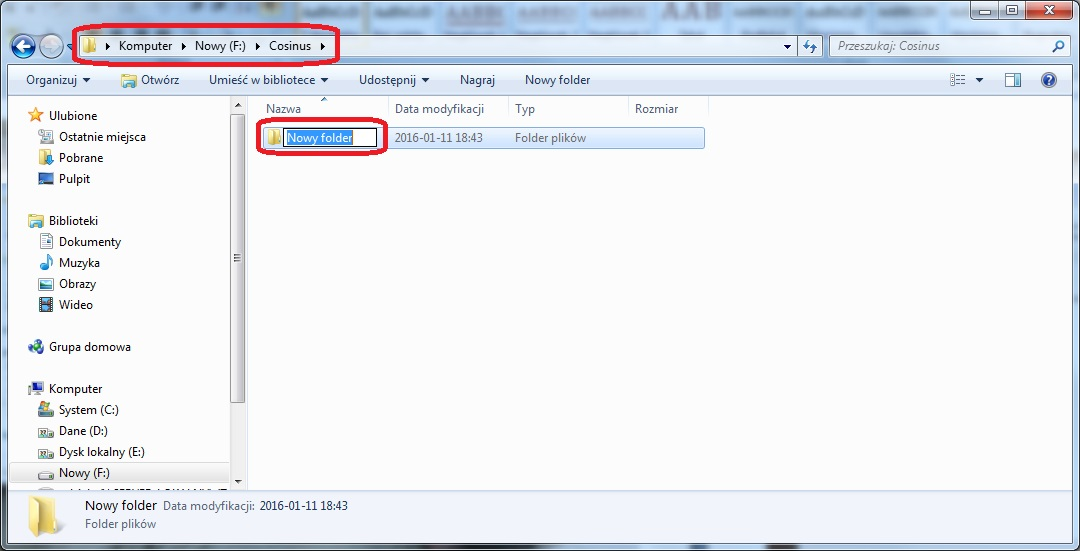 Komputer Nowy (F:) Cosinus
Przeszukaj: Cosinus
Organizuj Otwórz Umieść w bibliotece Udostępnij Nagraj Nowy folder
Nazwa Data modyfikacji Typ Rozmiar
Nowy folder 2016-01-11 18:43 Folder plików
Ulubione
Ostatnie miejsca
Pobrane
Pulpit
Biblioteki
Dokumenty
Muzyka
Obrazy
Wideo
Grupa domowa
Komputer
System (C:)
Dane (D:)
Dysk lokalny (E:)
Nowy (F:)
Nowy folder Data modyfikacji: 2016-01-11 18:43
Folder plików